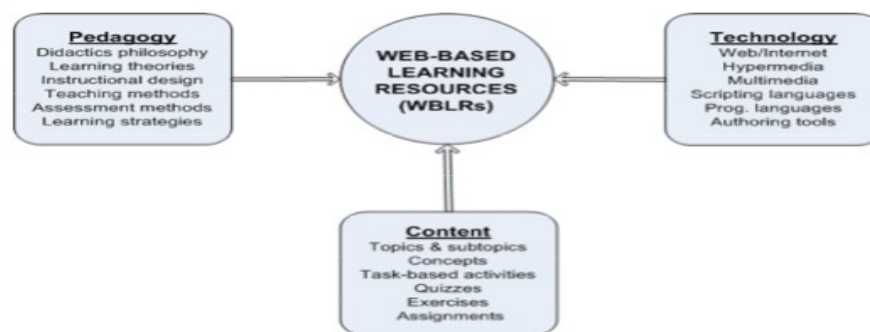 Pedagogy
Didactics philosophy
Learning theories
Instructional design
Teaching methods
Assessment methods
Learning strategies
WEB-BASED
LEARNING
RESOURCES
(WBLRs)
Technology
Web/Internet
Hypermedia
Multimedia
Scripting languages
Prog. languages
Authoring tools
Content
Topics & subtopics
Concepts
Task-based activities
Quizzes
Exercises
Assignments